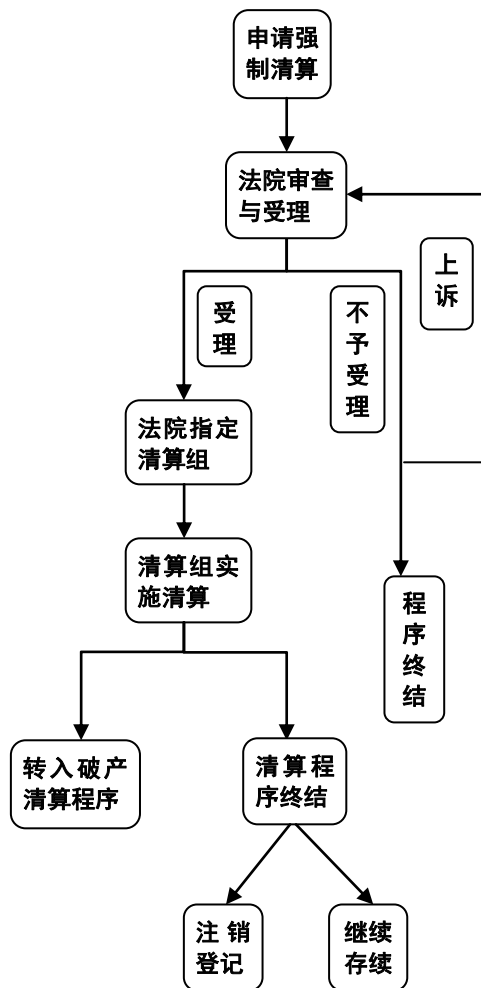 申请强
制清算
法院审查
与受理
上
诉
受
理
不
予
受
理
法院指定
清算组
清算组实
施清算
程
序
终
结
转入破产
清算程序
清算程
序终结
注 销
登记
继续
存续